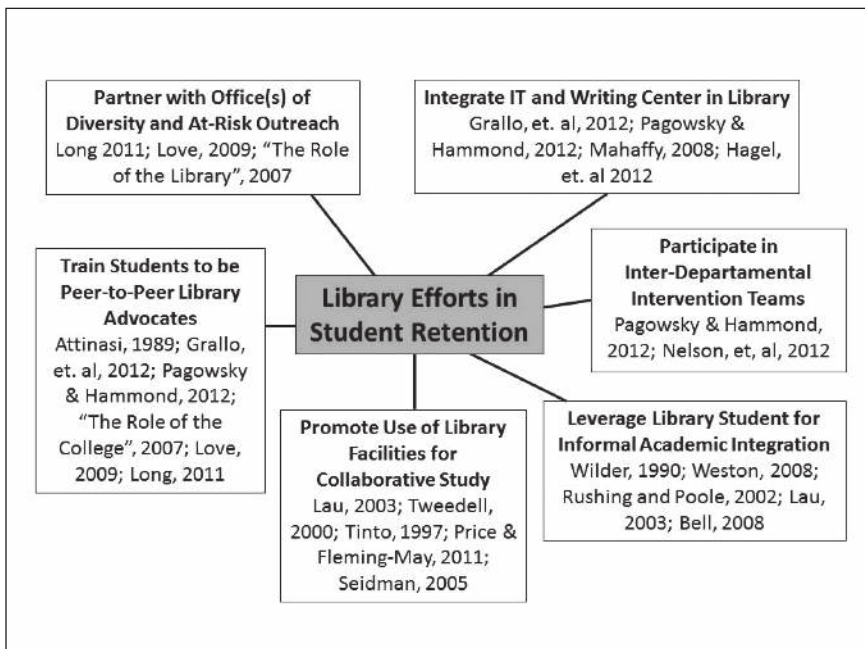 Partner with Office(s) of
Diversity and At-Risk Outreach
Long 2011; Love, 2009; “The Role
of the Library”, 2007
Integrate IT and Writing Center in Library
Grallo, et. al, 2012; Pagowsky &
Hammond, 2012; Mahaffy, 2008; Hagel,
et. al 2012
Train Students to be
Peer-to-Peer Library
Advocates
Attinasi, 1989; Grallo,
et. al, 2012; Pagowsky
& Hammond, 2012;
“The Role of the
College”, 2007; Love,
2009; Long, 2011
Library Efforts in
Student Retention
Participate in
Inter-Departmental
Intervention Teams
Pagowsky & Hammond,
2012; Nelson, et, al, 2012
Promote Use of Library
Facilities for
Collaborative Study
Lau, 2003; Tweedell,
2000; Tinto, 1997; Price &
Fleming-May, 2011;
Seidman, 2005
Leverage Library Student for
Informal Academic Integration
Wilder, 1990; Weston, 2008;
Rushing and Poole, 2002; Lau,
2003; Bell, 2008